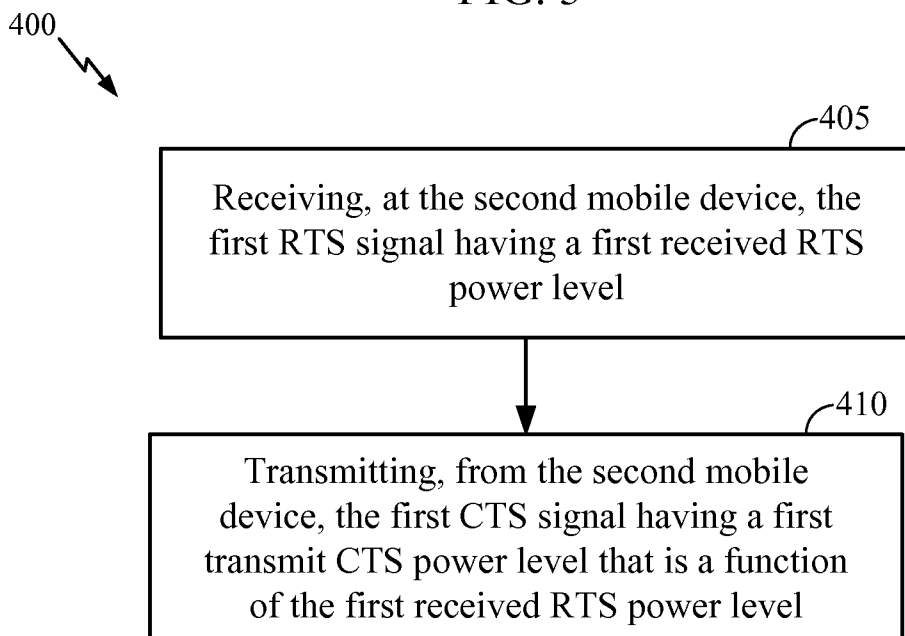 400
405
Receiving, at the second mobile device, the
first RTS signal having a first received RTS
power level
410
Transmitting, from the second mobile
device, the first CTS signal having a first
transmit CTS power level that is a function
of the first received RTS power level